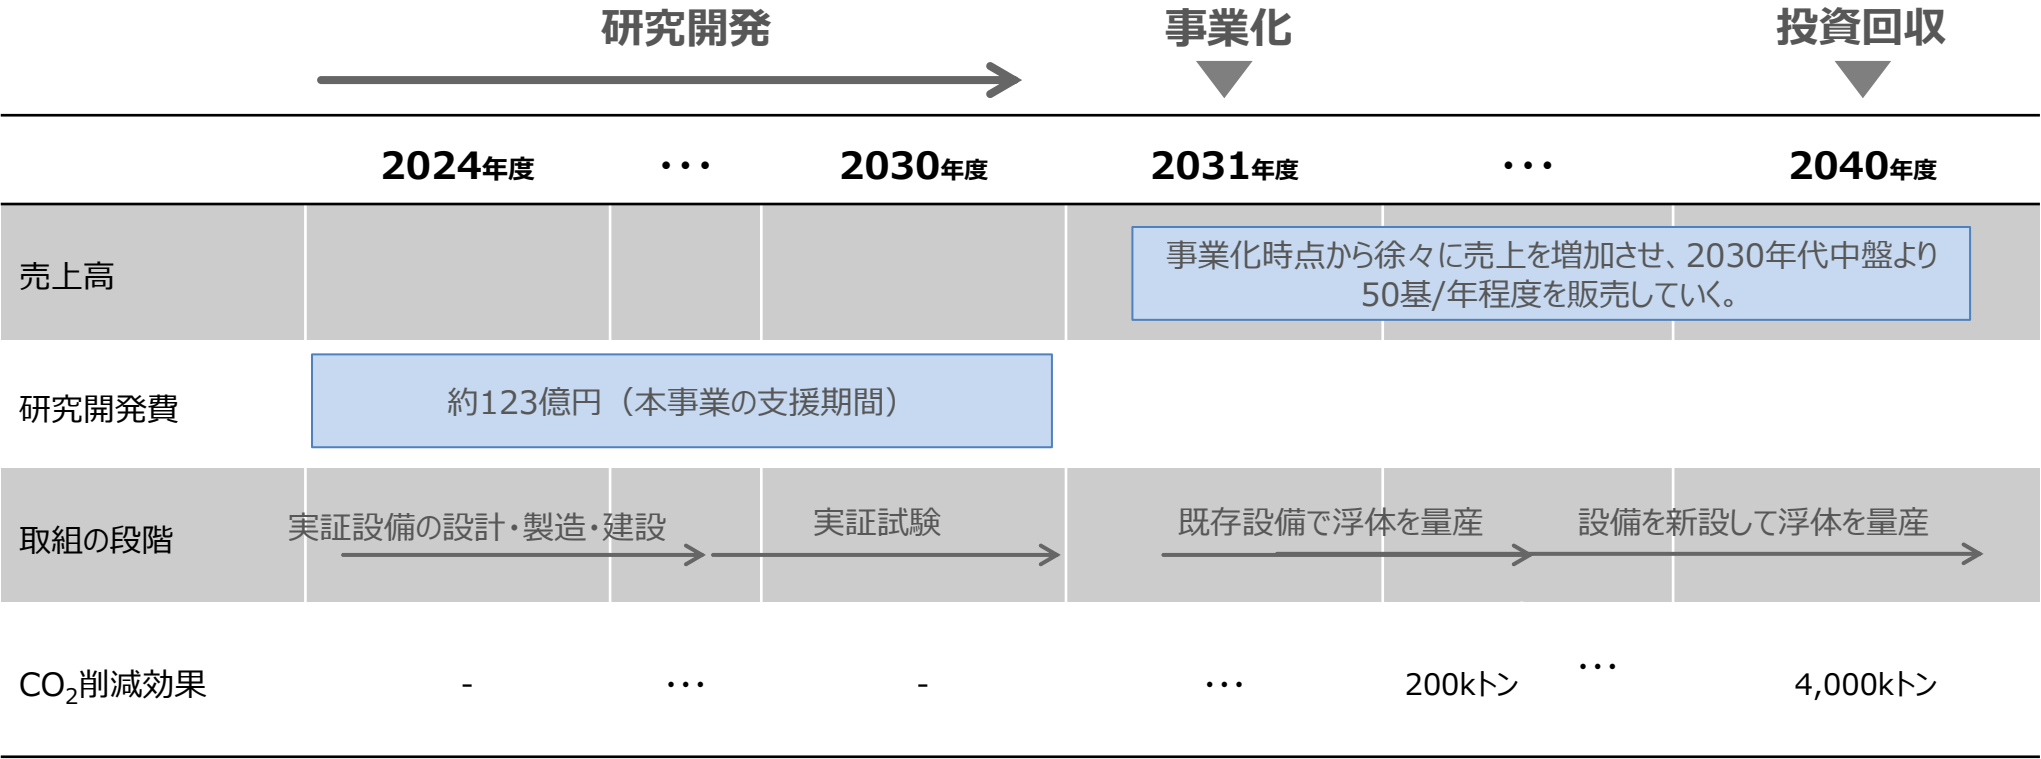 研究開発 事業化 投資回収
2024年度 ･･･ 2030年度 2031年度 ･･･ 2040年度
売上高
事業化時点から徐々に売上を増加させ、2030年代中盤より
50基/年程度を販売していく。
研究開発費 約123億円（本事業の支援期間）
取組の段階 実証設備の設計・製造・建設 実証試験 既存設備で浮体を量産 設備を新設して浮体を量産
CO₂削減効果 - ･･･ - ･･･ 200kトン ･･･ 4,000kトン